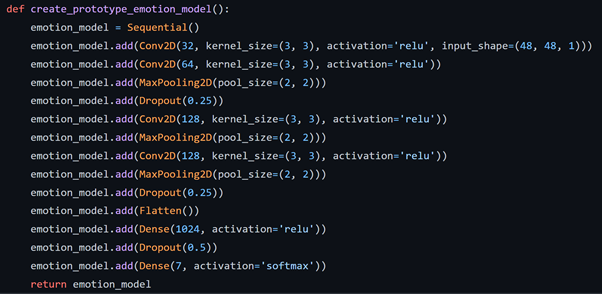 def create_prototype_emotion_model():
    emotion_model = Sequential()
    emotion_model.add(Conv2D(32, kernel_size=(3, 3), activation='relu', input_shape=(48, 48, 1)))
    emotion_model.add(Conv2D(64, kernel_size=(3, 3), activation='relu'))
    emotion_model.add(MaxPooling2D(pool_size=(2, 2)))
    emotion_model.add(Dropout(0.25))
    emotion_model.add(Conv2D(128, kernel_size=(3, 3), activation='relu'))
    emotion_model.add(MaxPooling2D(pool_size=(2, 2)))
    emotion_model.add(Conv2D(128, kernel_size=(3, 3), activation='relu'))
    emotion_model.add(MaxPooling2D(pool_size=(2, 2)))
    emotion_model.add(Dropout(0.25))
    emotion_model.add(Flatten())
    emotion_model.add(Dense(1024, activation='relu'))
    emotion_model.add(Dropout(0.5))
    emotion_model.add(Dense(7, activation='softmax'))
    return emotion_model